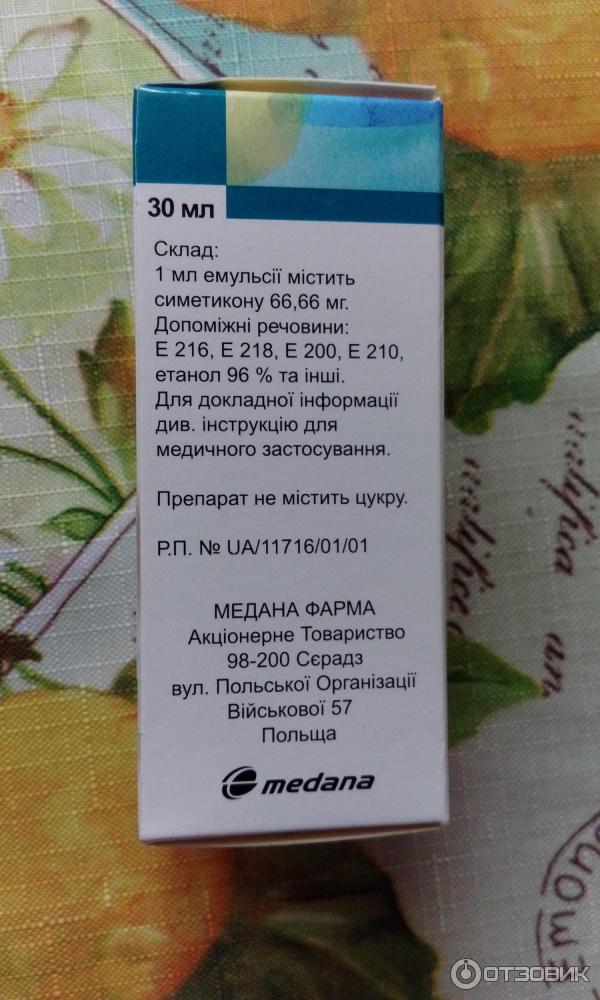 30 мл
Склад:
1 мл емульсії містить
симетикону 66,66 мг.
Допоміжні речовини:
Е 216, Е 218, Е 200, Е 210,
етанол 96 % та інші.
Для докладної інформації
див. інструкцію для
медичного застосування.
Препарат не містить цукру.
Р.П. № UA/11716/01/01
МЕДАНА ФАРМА
Акціонерне Товариство
98-200 Сєрадз
вул. Польської Організації
Військової 57
Польща
medana
ОТЗОВИК